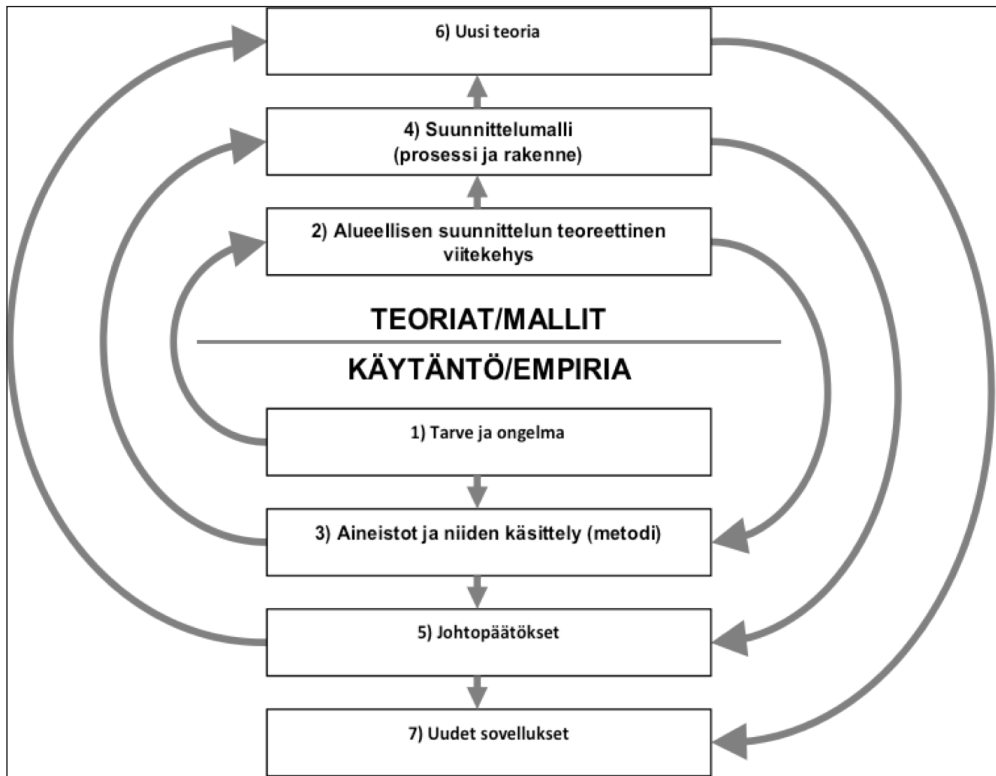 6) Uusi teoria
4) Suunnittelumalli
(prosessi ja rakenne)
2) Alueellisen suunnittelun teoreettinen
viitekehys
TEORIAT/MALLIT
KÄYTÄNTÖ/EMPIRIA
1) Tarve ja ongelma
3) Aineistot ja niiden käsittely (metodi)
5) Johtopäätökset
7) Uudet sovellukset